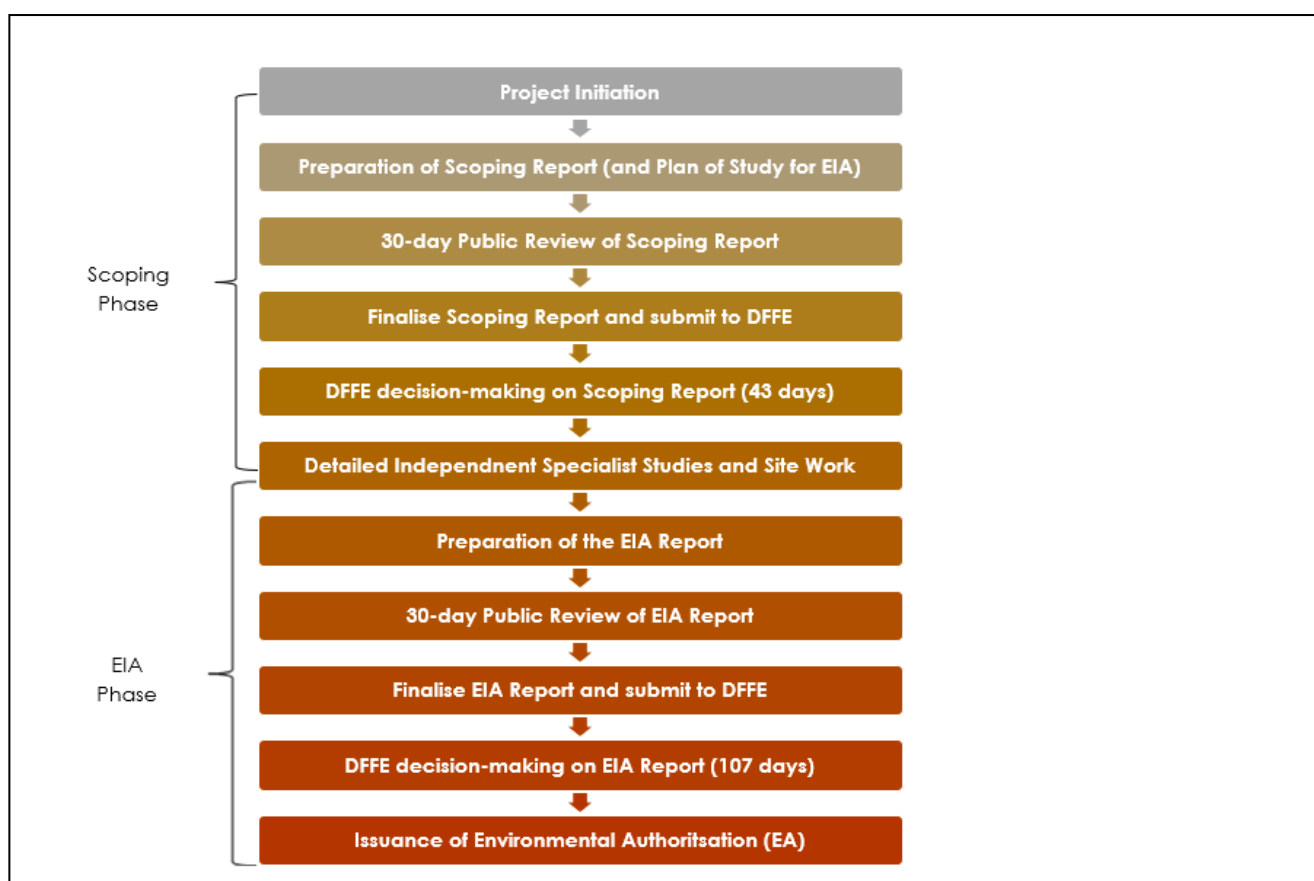 Project Initiation
Preparation of Scoping Report (and Plan of Study for EIA)
30-day Public Review of Scoping Report
Scoping
Phase
Finalise Scoping Report and submit to DFFE
DFFE decision-making on Scoping Report (43 days)
Detailed Independnent Specialist Studies and Site Work
Preparation of the EIA Report
30-day Public Review of EIA Report
EIA
Phase
Finalise EIA Report and submit to DFFE
DFFE decision-making on EIA Report (107 days)
Issuance of Environmental Authoritsation (EA)